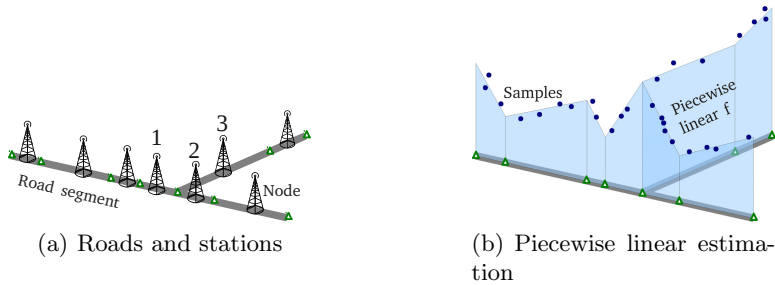 1
2
3
Road segment
Node
(a) Roads and stations
Samples
Piecewise
linear f
(b) Piecewise linear estima-
tion